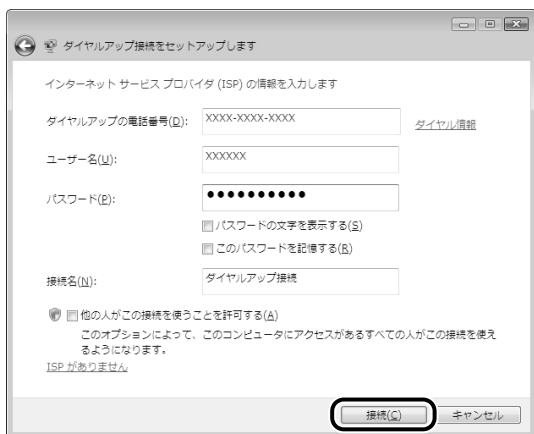 ダイヤルアップ接続をセットアップします
インターネット サービス プロバイダ (ISP) の情報を入力します
ダイヤルアップの電話番号(D):
XXXX-XXXX-XXXX
ダイヤル情報
ユーザー名(U):
XXXXXX
パスワード(P):
●●●●●●●●●●
パスワードの文字を表示する(S)
このパスワードを記憶する(R)
接続名(N):
ダイヤルアップ接続
他の人がこの接続を使うことを許可する(A)
このオプションによって、このコンピュータにアクセスがあるすべての人がこの接続を使え
るようになります。
ISP がありません
接続(C)
キャンセル